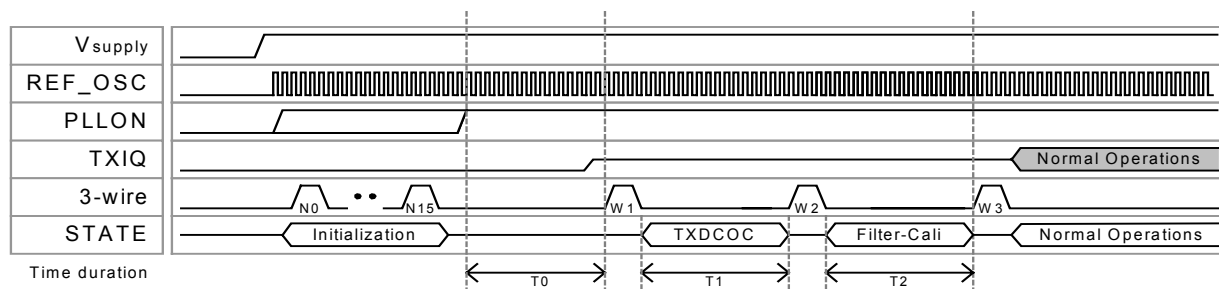 Vsupply
REF_OSC
PLLON
TXIQ Normal Operations
3-wire N0 N15 W1 W2 W3
STATE Initialization TXDCOC Filter-Cali Normal Operations
Time duration T0 T1 T2